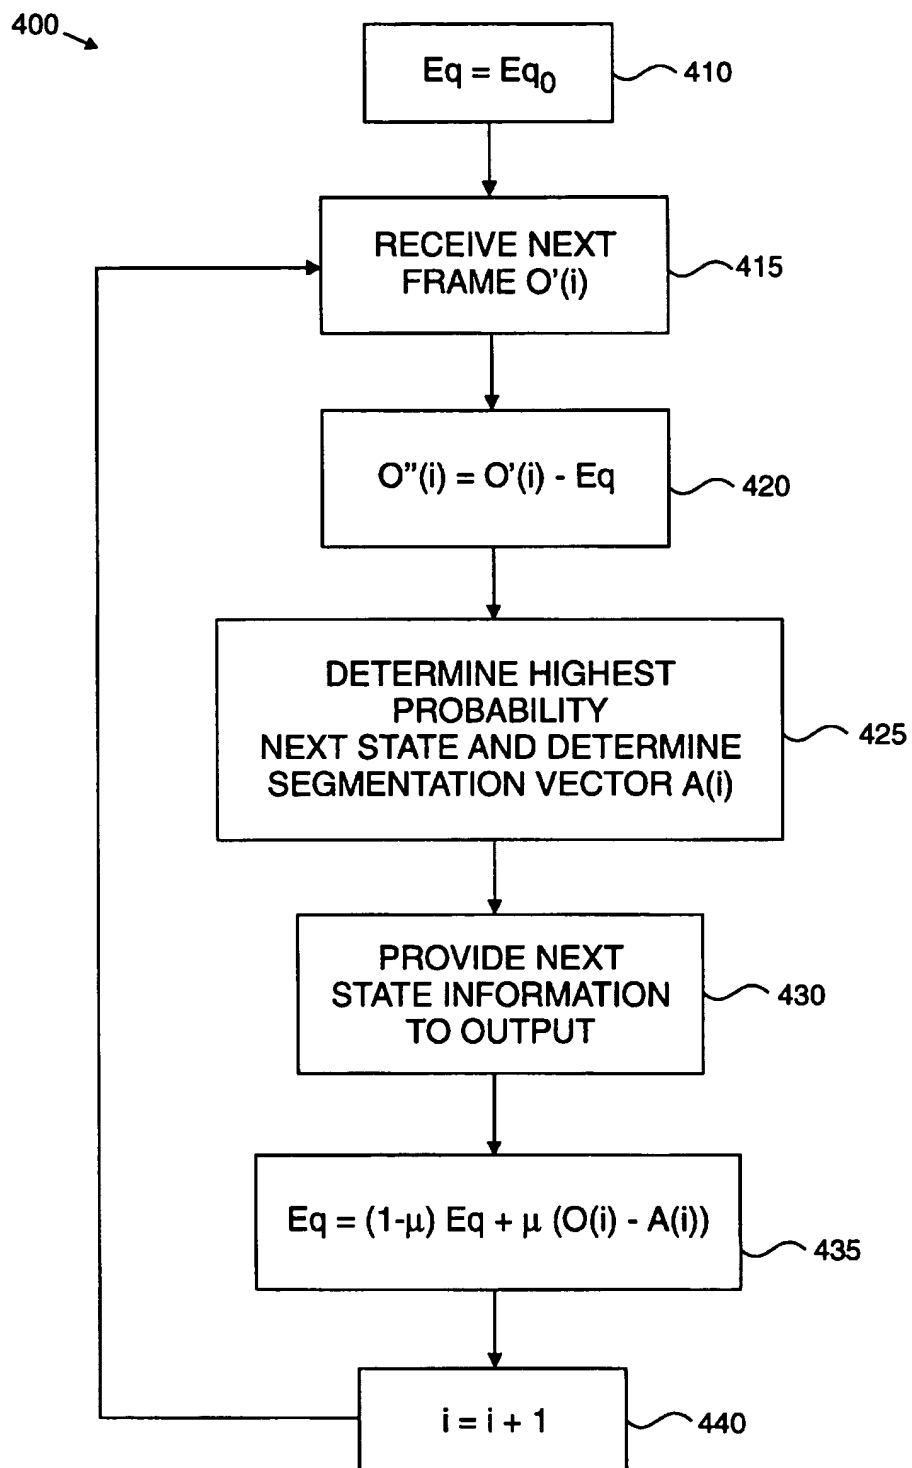 400
Eq = Eq₀
410
RECEIVE NEXT
FRAME O'(i)
415
O"(i) = O'(i) - Eq
420
DETERMINE HIGHEST
PROBABILITY
NEXT STATE AND DETERMINE
SEGMENTATION VECTOR A(i)
425
PROVIDE NEXT
STATE INFORMATION
TO OUTPUT
430
Eq = (1-μ) Eq + μ (O(i) - A(i))
435
i = i + 1
440